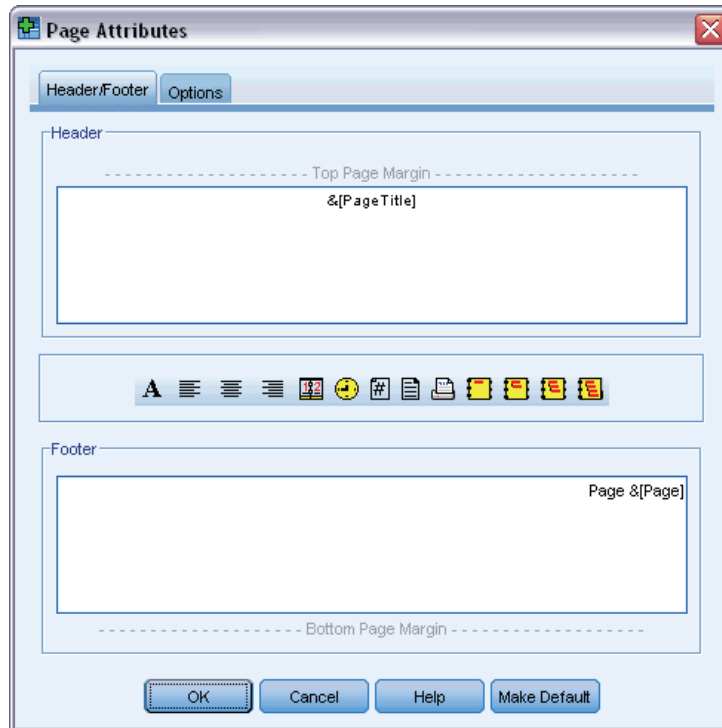 Page Attributes
Header/Footer Options
Header
- - - - - - - - - - - - - - - - - - - - Top Page Margin - - - - - - - - - - - - - - - - - - - -
&[PageTitle]
A 12 #
Footer
Page &[Page]
- - - - - - - - - - - - - - - - - - - - Bottom Page Margin - - - - - - - - - - - - - - - - - - -
OK Cancel Help Make Default